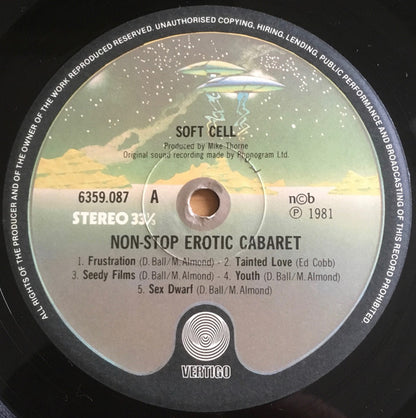 ALL RIGHTS OF THE PRODUCER AND OF THE OWNER OF THE WORK REPRODUCED RESERVED. UNAUTHORISED COPYING, HIRING, LENDING, PUBLIC PERFORMANCE AND BROADCASTING OF THIS RECORD PROHIBITED.
SOFT CELL
Produced by Mike Thorne
Original sound recording made by Phonogram Ltd.
6359.087 A
n©b
STEREO 33⅓
Ⓟ 1981
NON-STOP EROTIC CABARET
1. Frustration (D. Ball/M. Almond) - 2. Tainted Love (Ed Cobb)
3. Seedy Films (D. Ball/M. Almond) - 4. Youth (D. Ball/M. Almond)
5. Sex Dwarf (D. Ball/M. Almond)
VERTIGO